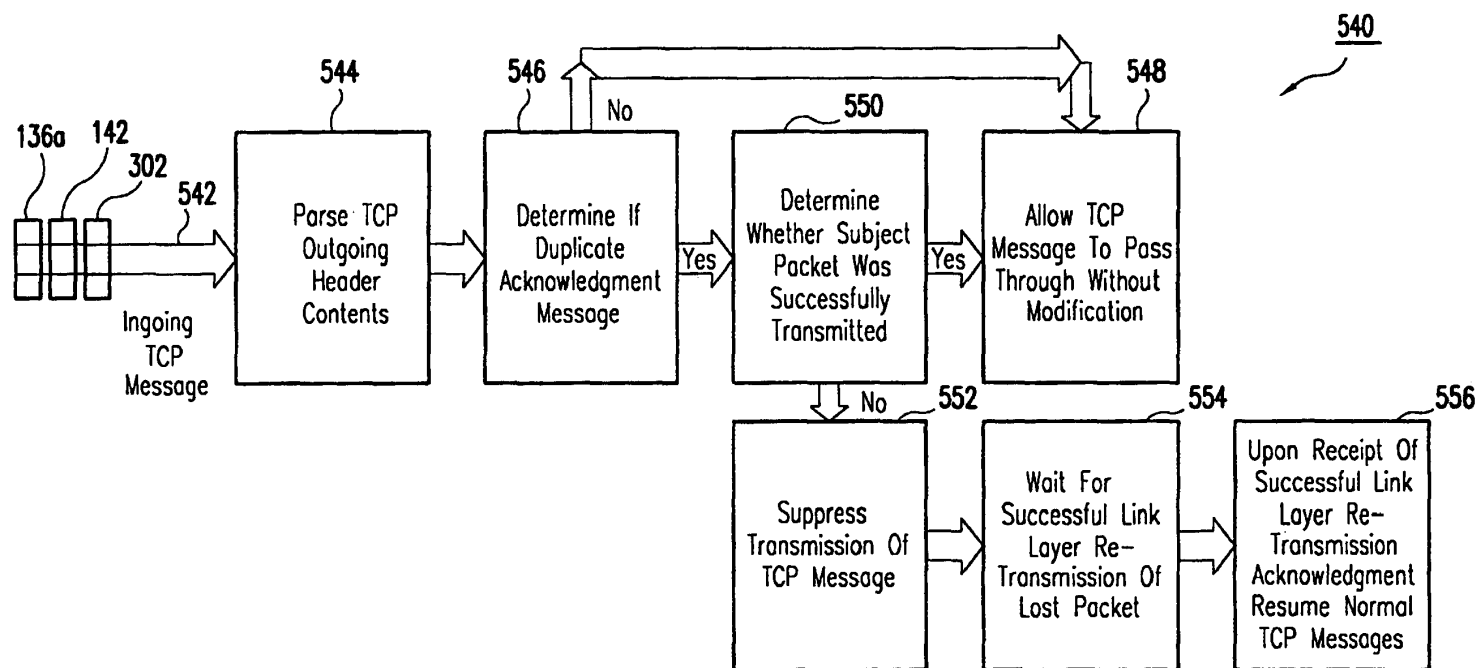 540
544
546
No
548
550
136a
142
302
542
Ingoing
TCP
Message
Parse TCP
Outgoing
Header
Contents
Determine If
Duplicate
Acknowledgment
Message
Yes
Determine
Whether Subject
Packet Was
Successfully
Transmitted
Yes
Allow TCP
Message To Pass
Through Without
Modification
No
552
554
556
Suppress
Transmission Of
TCP Message
Wait For
Successful Link
Layer Re-
Transmission Of
Lost Packet
Upon Receipt Of
Successful Link
Layer Re-
Transmission
Acknowledgment
Resume Normal
TCP Messages